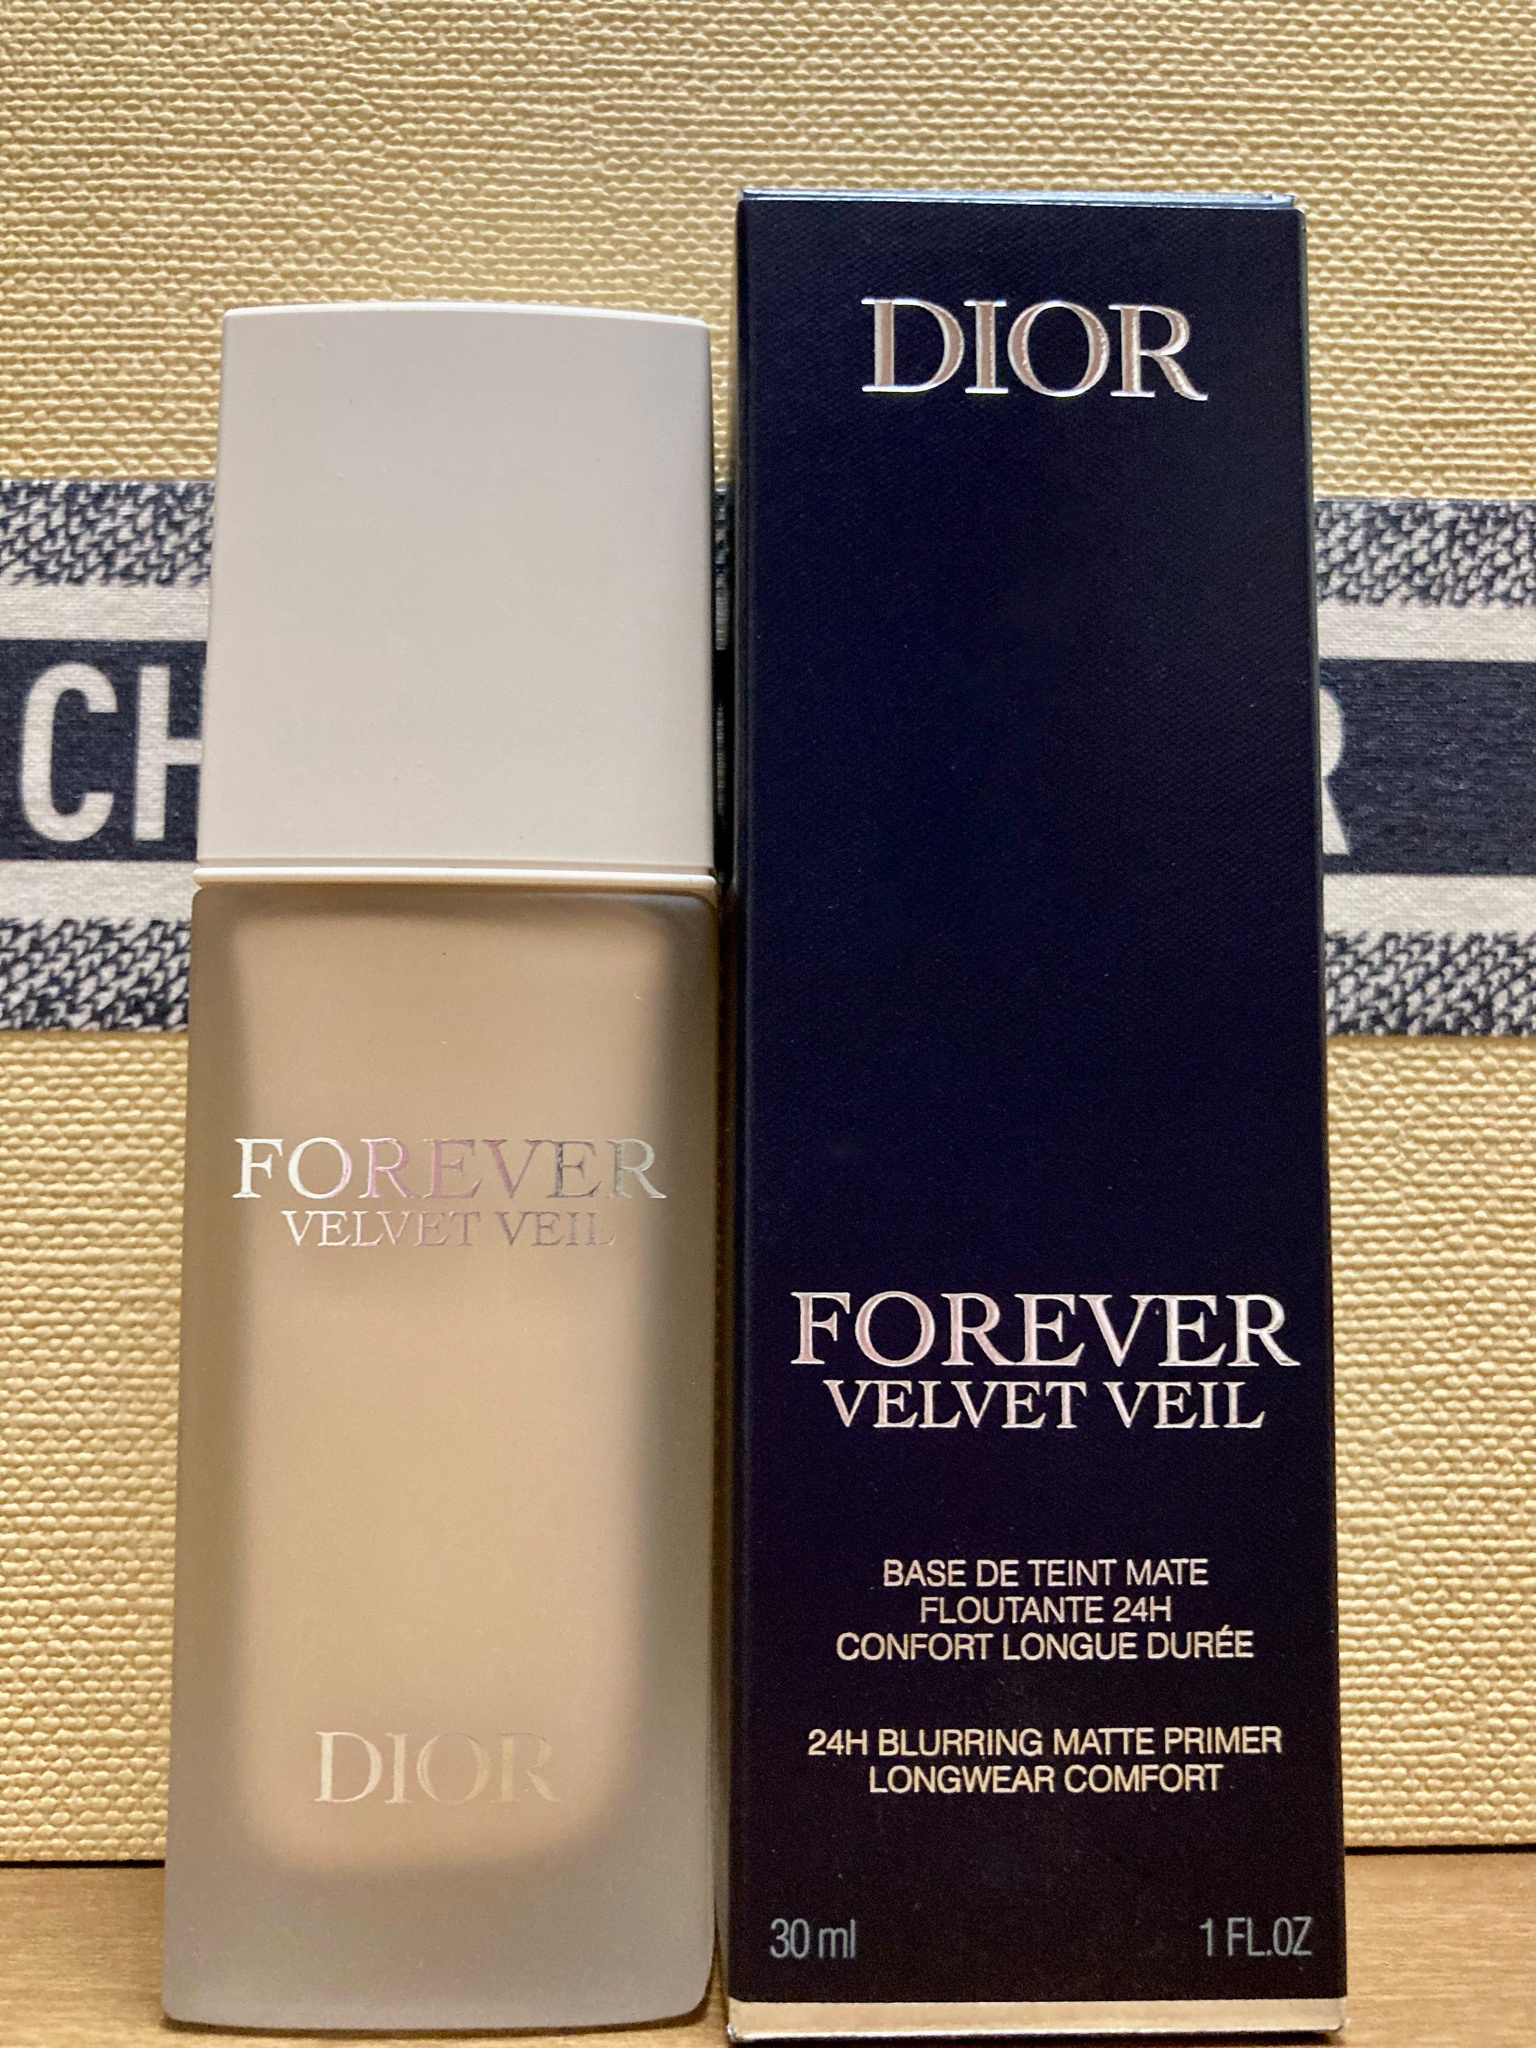 CH
R
FOREVER
VELVET VEIL
DIOR
DIOR
FOREVER
VELVET VEIL
BASE DE TEINT MATE
FLOUTANTE 24H
CONFORT LONGUE DURÉE
24H BLURRING MATTE PRIMER
LONGWEAR COMFORT
30 ml 1 FL.OZ